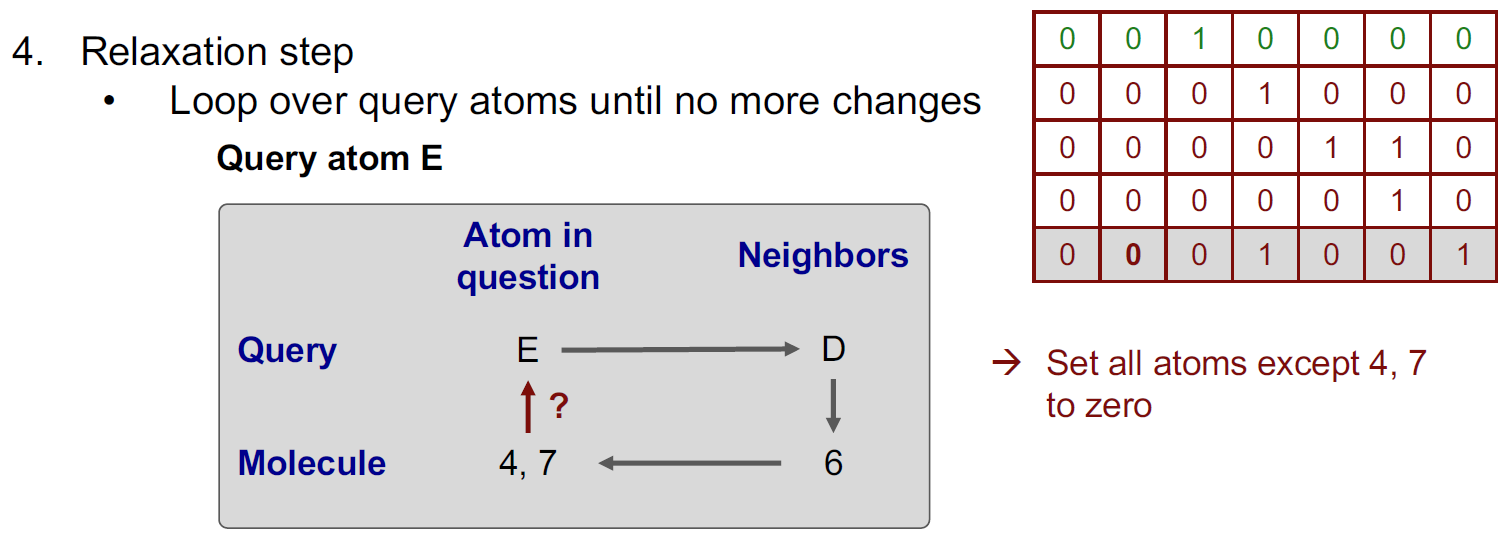 4. Relaxation step
• Loop over query atoms until no more changes
Query atom E
Atom in
question
Neighbors
Query E D
?
Molecule 4, 7 6
0 0 1 0 0 0 0
0 0 0 1 0 0 0
0 0 0 0 1 1 0
0 0 0 0 0 1 0
0 0 0 1 0 0 1
→ Set all atoms except 4, 7
to zero